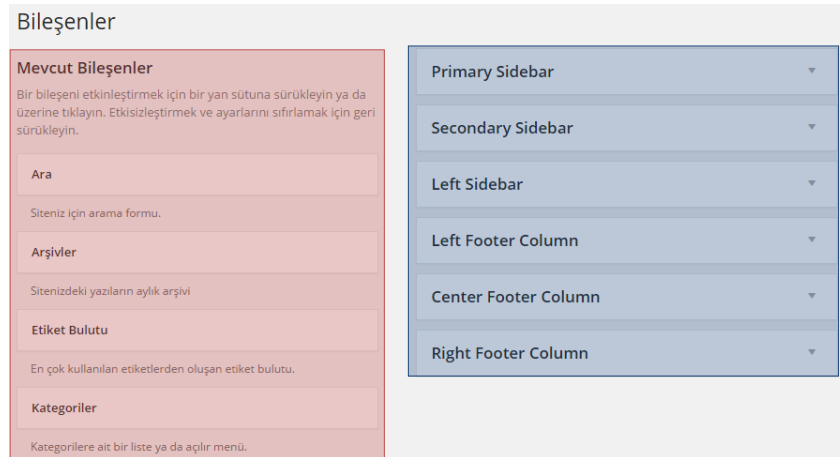 Bileşenler
Mevcut Bileşenler
Bir bileşeni etkinleştirmek için bir yan sütuna sürükleyin ya da
üzerine tıklayın. Etkisizleştirmek ve ayarlarını sıfırlamak için geri
sürükleyin.
Ara
Siteniz için arama formu.
Arşivler
Sitenizdeki yazıların aylık arşivi
Etiket Bulutu
En çok kullanılan etiketlerden oluşan etiket bulutu.
Kategoriler
Kategorilere ait bir liste ya da açılır menü.
Primary Sidebar
Secondary Sidebar
Left Sidebar
Left Footer Column
Center Footer Column
Right Footer Column